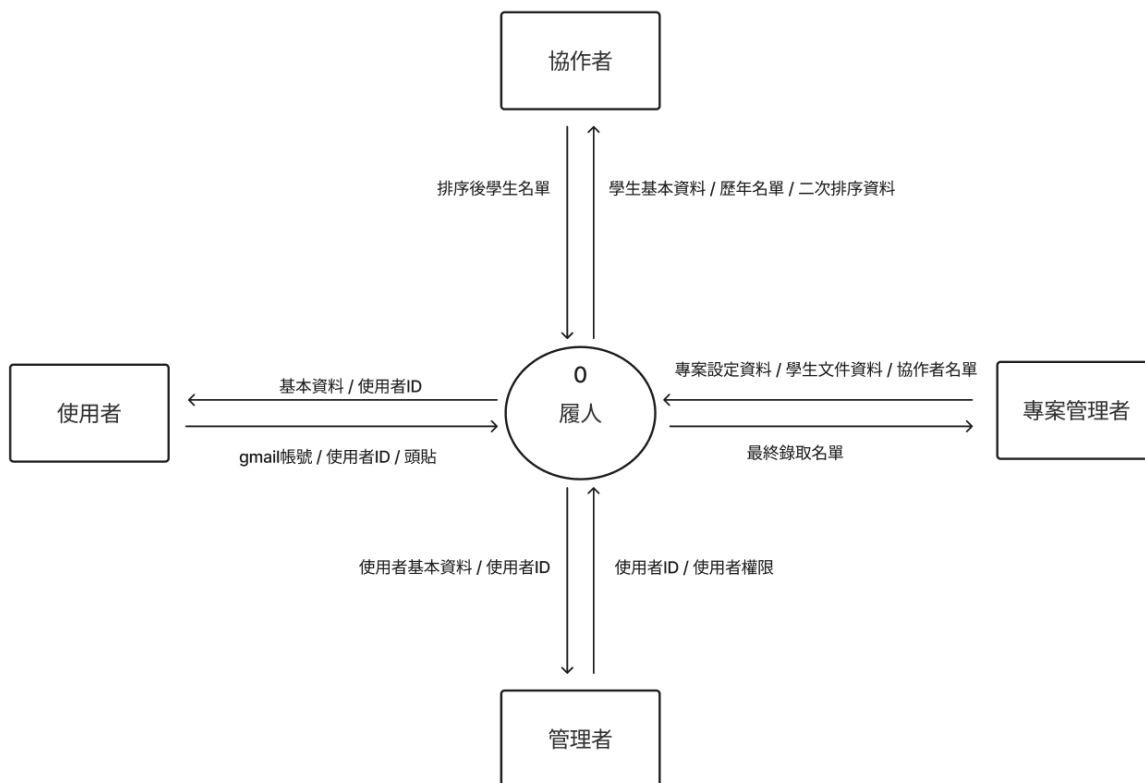 協作者
排序後學生名單
學生基本資料 / 歷年名單 / 二次排序資料
使用者
基本資料 / 使用者ID
gmail帳號 / 使用者ID / 頭貼
0
履人
專案設定資料 / 學生文件資料 / 協作者名單
最終錄取名單
專案管理者
使用者基本資料 / 使用者ID
使用者ID / 使用者權限
管理者